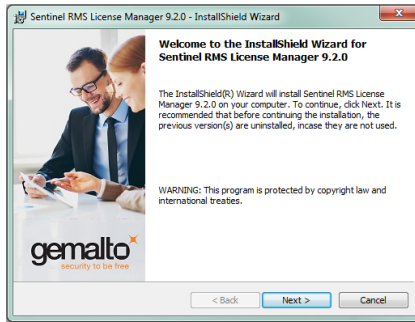 Sentinel RMS License Manager 9.2.0 - InstallShield Wizard
Welcome to the InstallShield Wizard for
Sentinel RMS License Manager 9.2.0
The InstallShield(R) Wizard will install Sentinel RMS License
Manager 9.2.0 on your computer. To continue, click Next. It is
recommended that before continuing the installation, the
previous version(s) are uninstalled, incase they are not used.
WARNING: This program is protected by copyright law and
international treaties.
gemalto
security to be free
< Back
Next >
Cancel